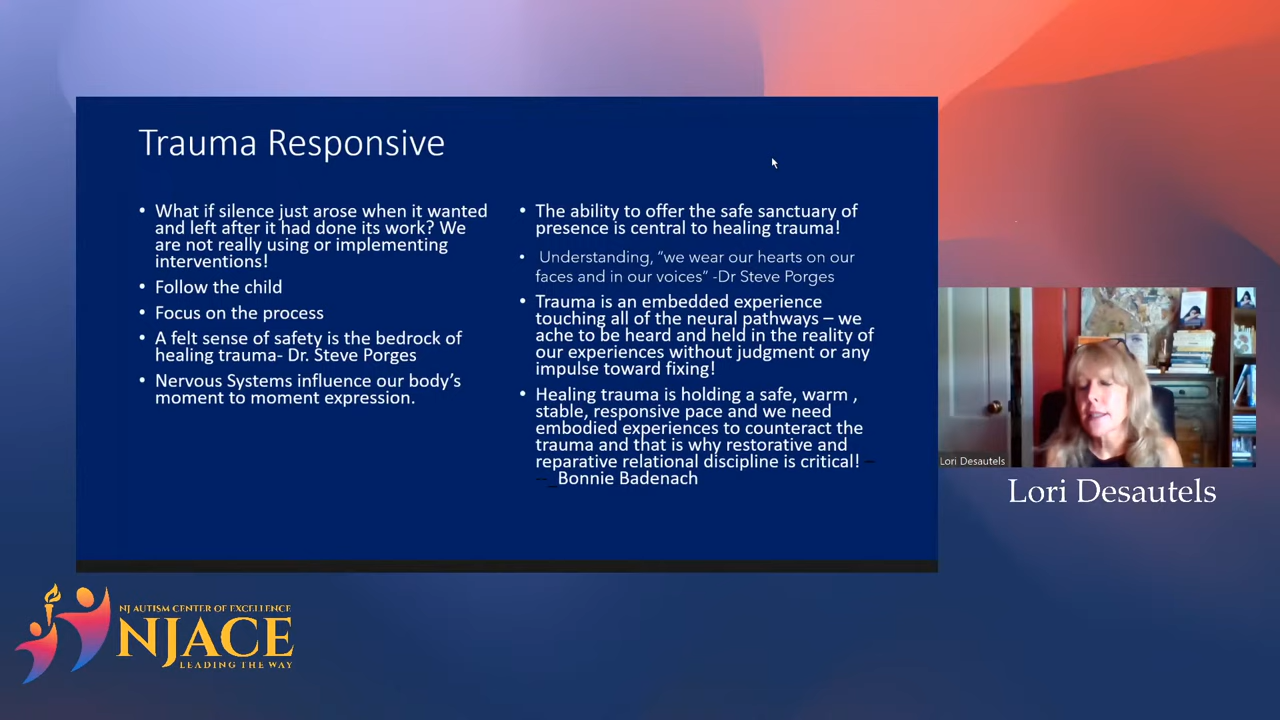 Trauma Responsive
• What if silence just arose when it wanted
and left after it had done its work? We
are not really using or implementing
interventions!
• Follow the child
• Focus on the process
• A felt sense of safety is the bedrock of
healing trauma- Dr. Steve Porges
• Nervous Systems influence our body’s
moment to moment expression.
• The ability to offer the safe sanctuary of
presence is central to healing trauma!
• Understanding, “we wear our hearts on our
faces and in our voices” -Dr Steve Porges
• Trauma is an embedded experience
touching all of the neural pathways – we
ache to be heard and held in the reality of
our experiences without judgment or any
impulse toward fixing!
• Healing trauma is holding a safe, warm ,
stable, responsive pace and we need
embodied experiences to counteract the
trauma and that is why restorative and
reparative relational discipline is critical! –
–_Bonnie Badenach
Lori Desautels
Lori Desautels
NJ AUTISM CENTER OF EXCELLENCE
NJACE
LEADING THE WAY